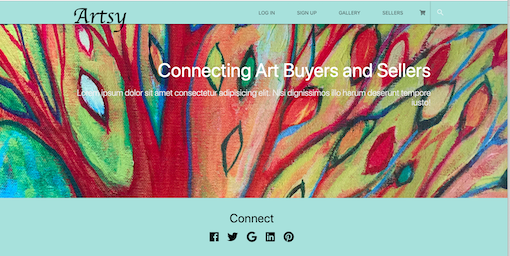 Artsy
LOG IN
SIGN UP
GALLERY
SELLERS
Connecting Art Buyers and Sellers
Lorem ipsum dolor sit amet consectetur adipisicing elit. Nisi dignissimos illo harum deserunt tempore
iusto!
Connect